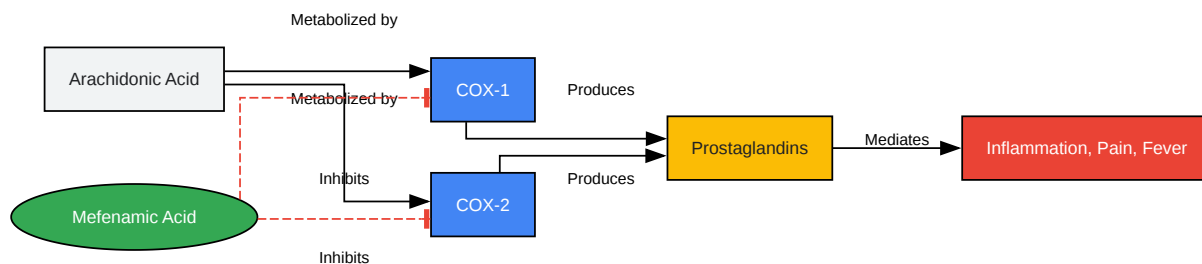 Metabolized by
Arachidonic Acid
COX-1
Produces
Metabolized by
Prostaglandins
Mediates
Inflammation, Pain, Fever
Inhibits
Produces
Mefenamic Acid
COX-2
Inhibits